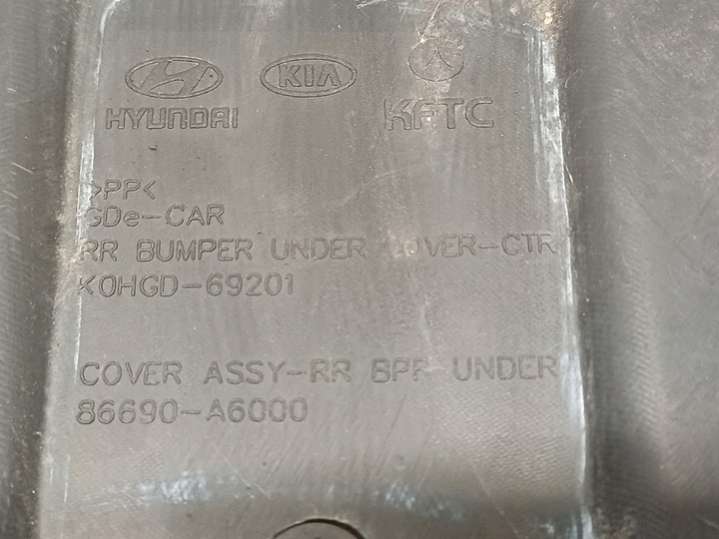 HYUNDAI
KIA
KFTC
>PP<
GDe-CAR
RR BUMPER UNDER COVER-CTR
K0HGD-69201
COVER ASSY-RR BPR UNDER
86690-A6000